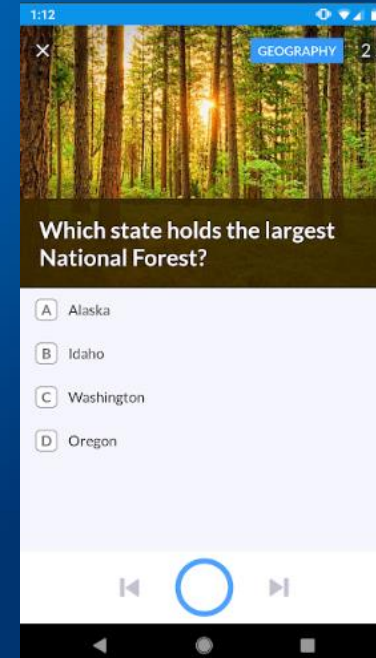 1:12
GEOGRAPHY 2
Which state holds the largest
National Forest?
A Alaska
B Idaho
C Washington
D Oregon